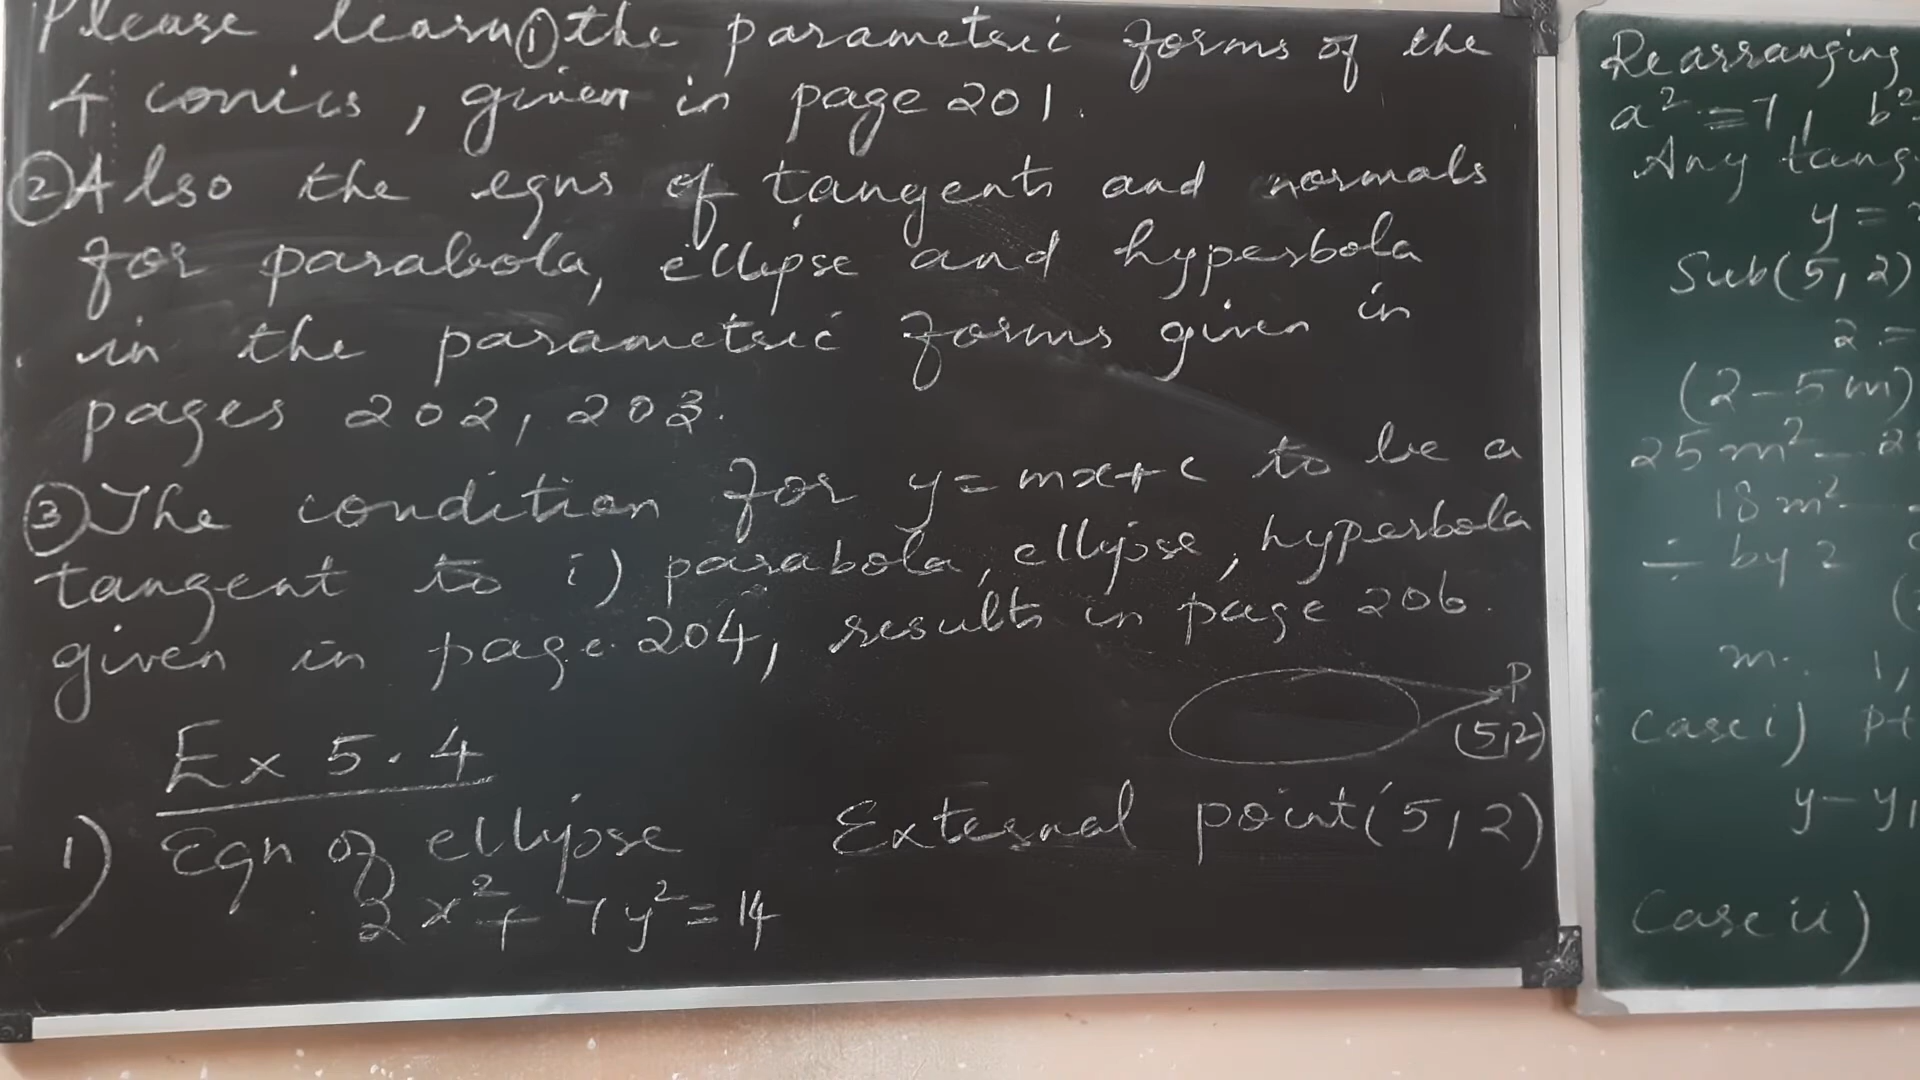 Please learn ① the parametric forms of the
4 conics, given in page 201.
② Also the eqns of tangents and normals
for parabola, ellipse and hyperbola
in the parametric forms given in
pages 202, 203.
③ The condition for y=mx+c to be a
tangent to i) parabola, ellipse, hyperbola
given in page 204, results in page 206.
P
(5,2)
Ex 5.4
1) Eqn of ellipse External point (5,2)
2x²+7y²=14
Rearranging
a²=7, b²=
Any tang
y=
Sub (5,2)
2=
(2-5m)
25m²-2
18m²-
÷ by 2
(
m. 1,
Case i) pt
y-y₁
Case ii)